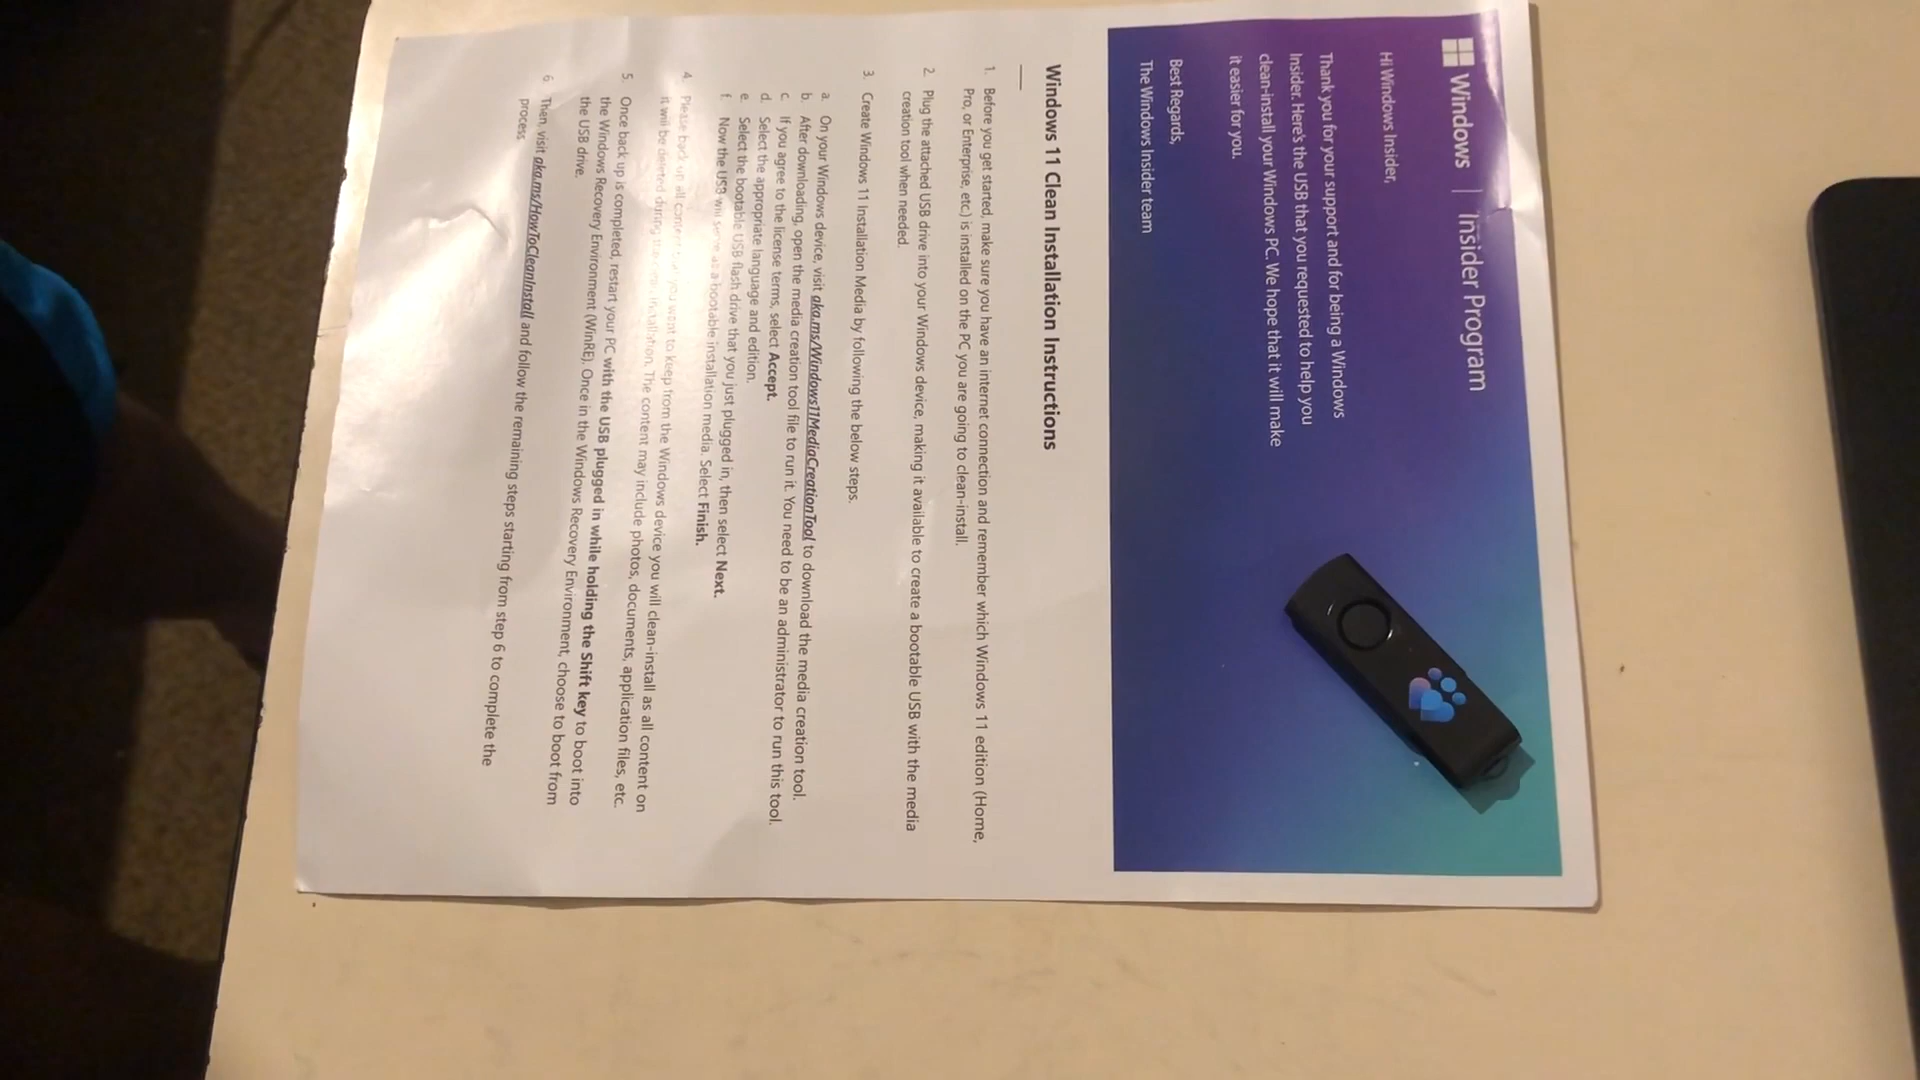 Windows | Insider Program
Hi Windows Insider,
Thank you for your support and for being a Windows
Insider. Here's the USB that you requested to help you
clean-install your Windows PC. We hope that it will make
it easier for you.
Best Regards,
The Windows Insider team
Windows 11 Clean Installation Instructions
1. Before you get started, make sure you have an internet connection and remember which Windows 11 edition (Home,
Pro, or Enterprise, etc.) is installed on the PC you are going to clean-install.
2. Plug the attached USB drive into your Windows device, making it available to create a bootable USB with the media
creation tool when needed.
3. Create Windows 11 Installation Media by following the below steps.
a. On your Windows device, visit aka.ms/Windows11MediaCreationTool to download the media creation tool.
b. After downloading, open the media creation tool file to run it. You need to be an administrator to run this tool.
c. If you agree to the license terms, select Accept.
d. Select the appropriate language and edition.
e. Select the bootable USB flash drive that you just plugged in, then select Next.
f. Now the USB will serve as a bootable installation media. Select Finish.
4. Please back up all content that you want to keep from the Windows device you will clean-install as all content on
it will be deleted during the installation. The content may include photos, documents, application files, etc.
5. Once back up is completed, restart your PC with the USB plugged in while holding the Shift key to boot into
the Windows Recovery Environment (WinRE). Once in the Windows Recovery Environment, choose to boot from
the USB drive.
6. Then, visit aka.ms/HowToCleanInstall and follow the remaining steps starting from step 6 to complete the
process.